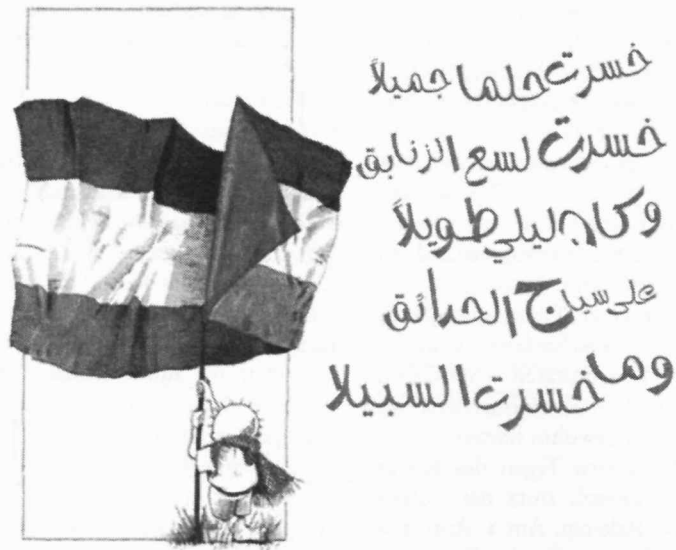 خسرت حلما جميلاً
خسرت لسع الزنابق
وكان ليلي طويلاً
على سياج الحدائق
وما خسرت السبيلا